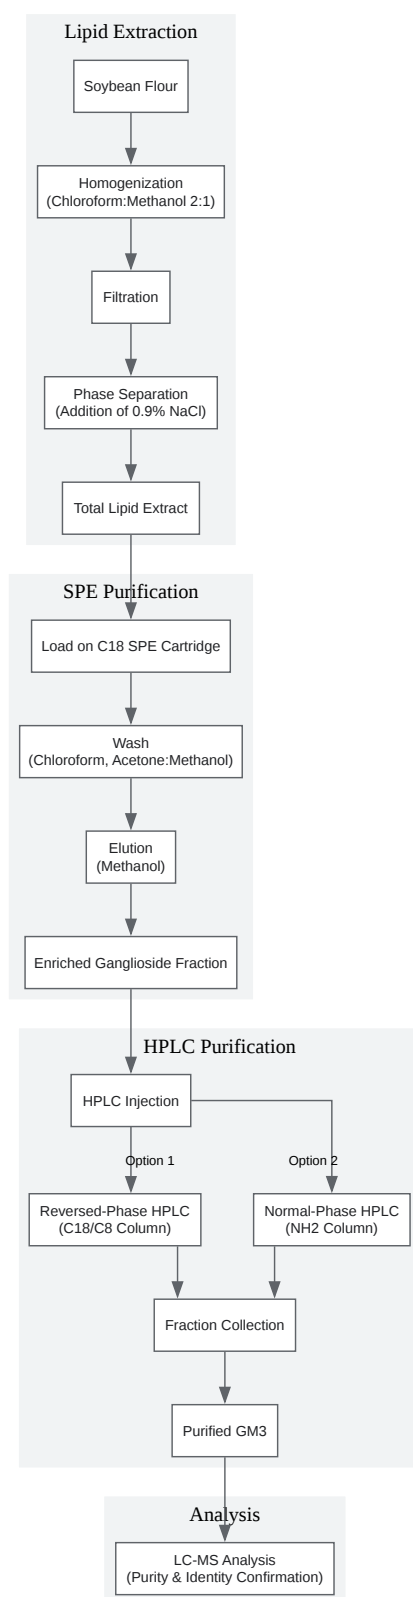 Lipid Extraction
Soybean Flour
Homogenization
(Chloroform:Methanol 2:1)
Filtration
Phase Separation
(Addition of 0.9% NaCl)
Total Lipid Extract
SPE Purification
Load on C18 SPE Cartridge
Wash
(Chloroform, Acetone:Methanol)
Elution
(Methanol)
Enriched Ganglioside Fraction
HPLC Purification
HPLC Injection
Option 1
Option 2
Reversed-Phase HPLC
(C18/C8 Column)
Normal-Phase HPLC
(NH2 Column)
Fraction Collection
Purified GM3
Analysis
LC-MS Analysis
(Purity & Identity Confirmation)